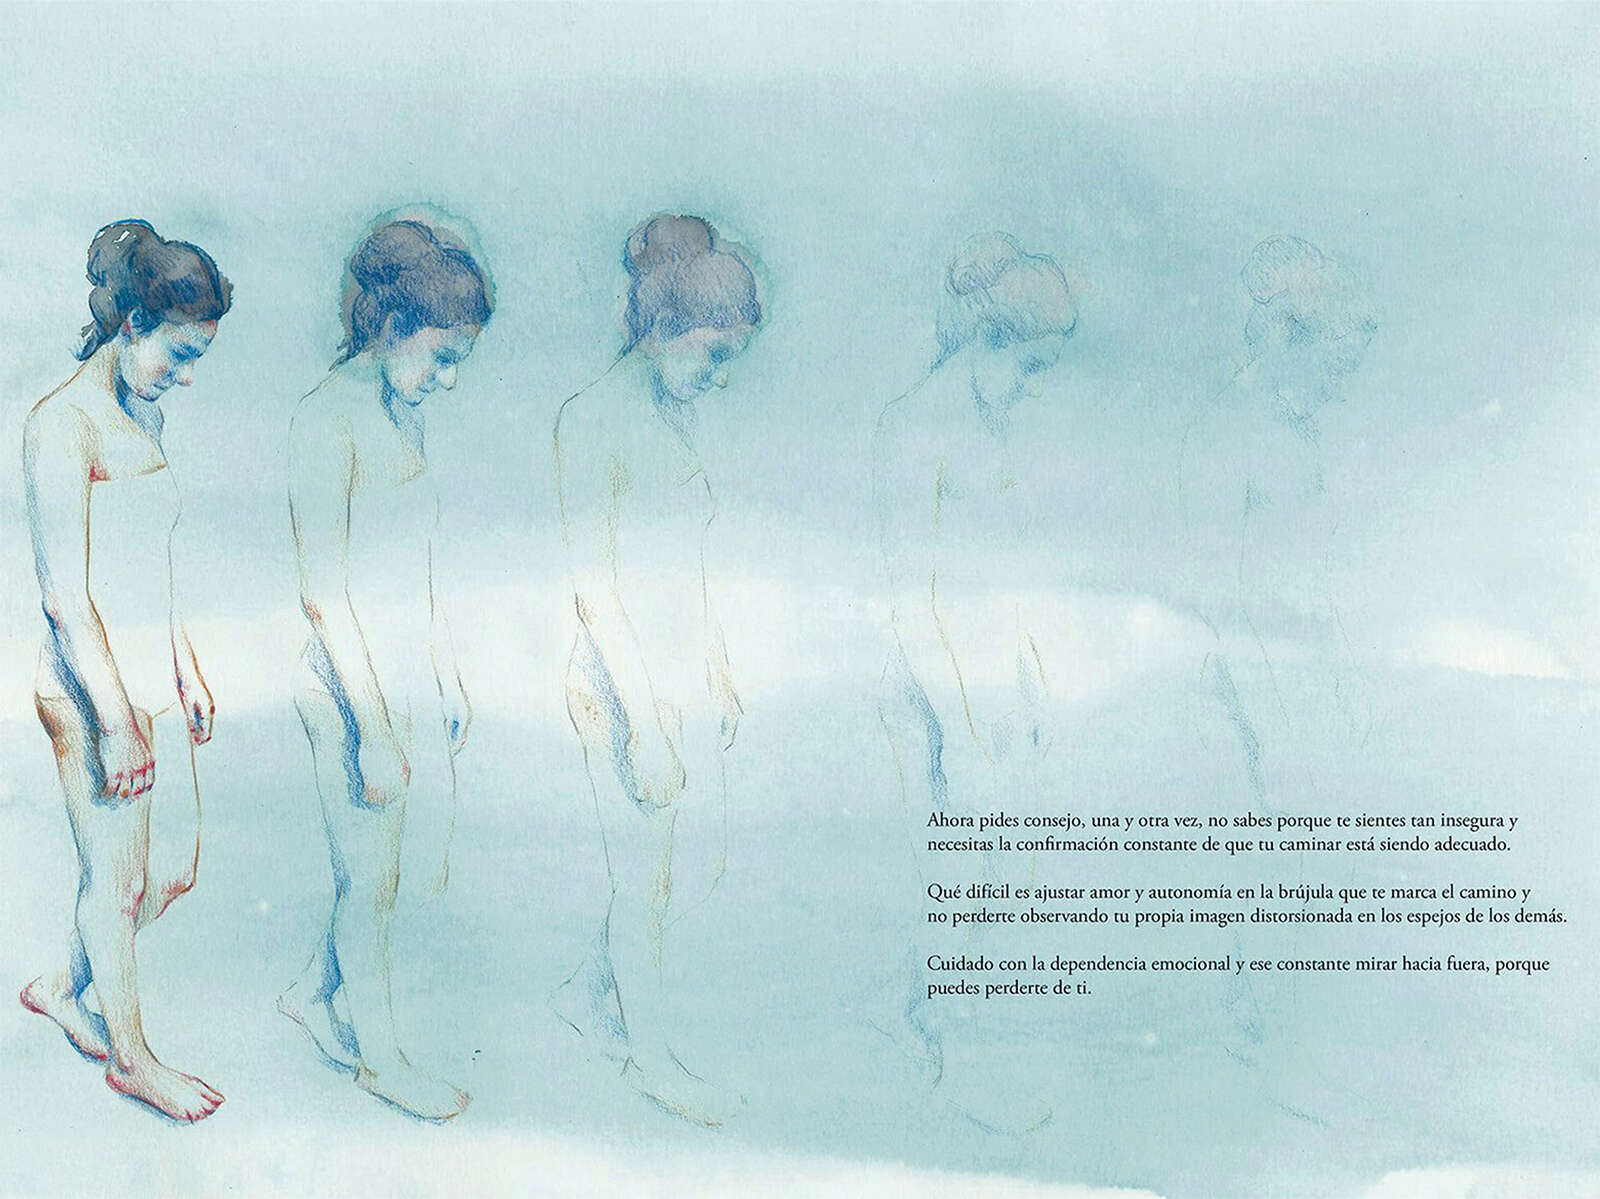 Ahora pides consejo, una y otra vez, no sabes porque te sientes tan insegura y
necesitas la confirmación constante de que tu caminar está siendo adecuado.
Qué difícil es ajustar amor y autonomía en la brújula que te marca el camino y
no perderte observando tu propia imagen distorsionada en los espejos de los demás.
Cuidado con la dependencia emocional y ese constante mirar hacia fuera, porque
puedes perderte de ti.